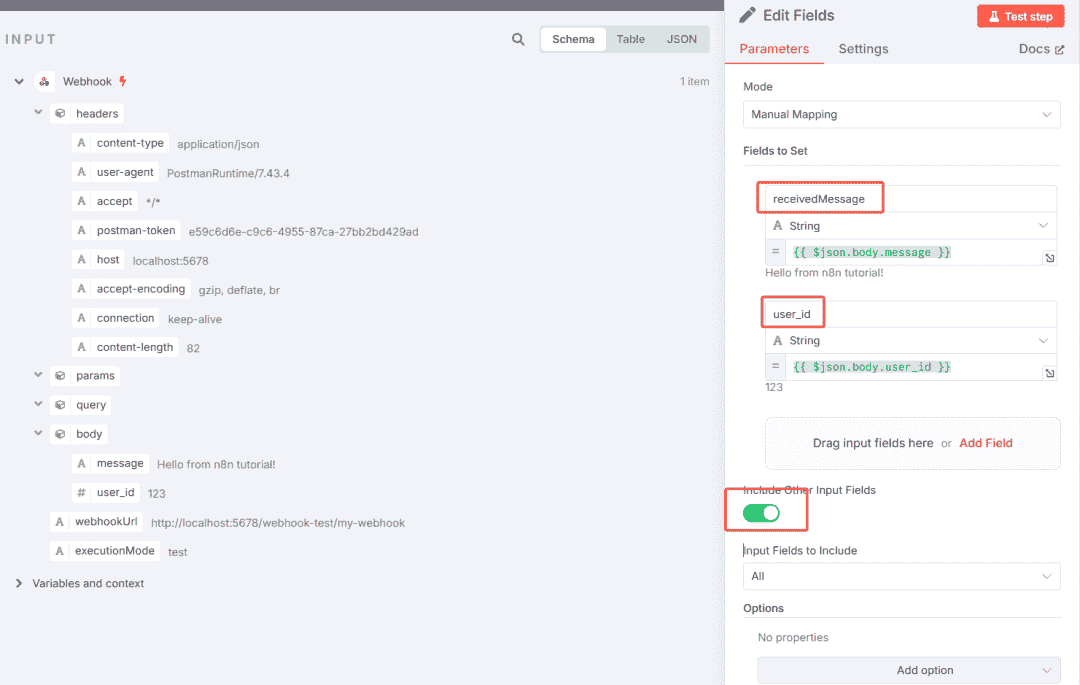 INPUT
Schema Table JSON
Webhook
1 item
headers
A content-type application/json
A user-agent PostmanRuntime/7.43.4
A accept */*
A postman-token e59c6d6e-c9c6-4955-87ca-27bb2bd429ad
A host localhost:5678
A accept-encoding gzip, deflate, br
A connection keep-alive
A content-length 82
params
query
body
A message Hello from n8n tutorial!
# user_id 123
A webhookUrl http://localhost:5678/webhook-test/my-webhook
A executionMode test
Variables and context
Edit Fields
Test step
Parameters Settings Docs
Mode
Manual Mapping
Fields to Set
receivedMessage
A String
= {{ $json.body.message }}
Hello from n8n tutorial!
user_id
A String
= {{ $json.body.user_id }}
123
Drag input fields here or Add Field
Include Other Input Fields
Input Fields to Include
All
Options
No properties
Add option